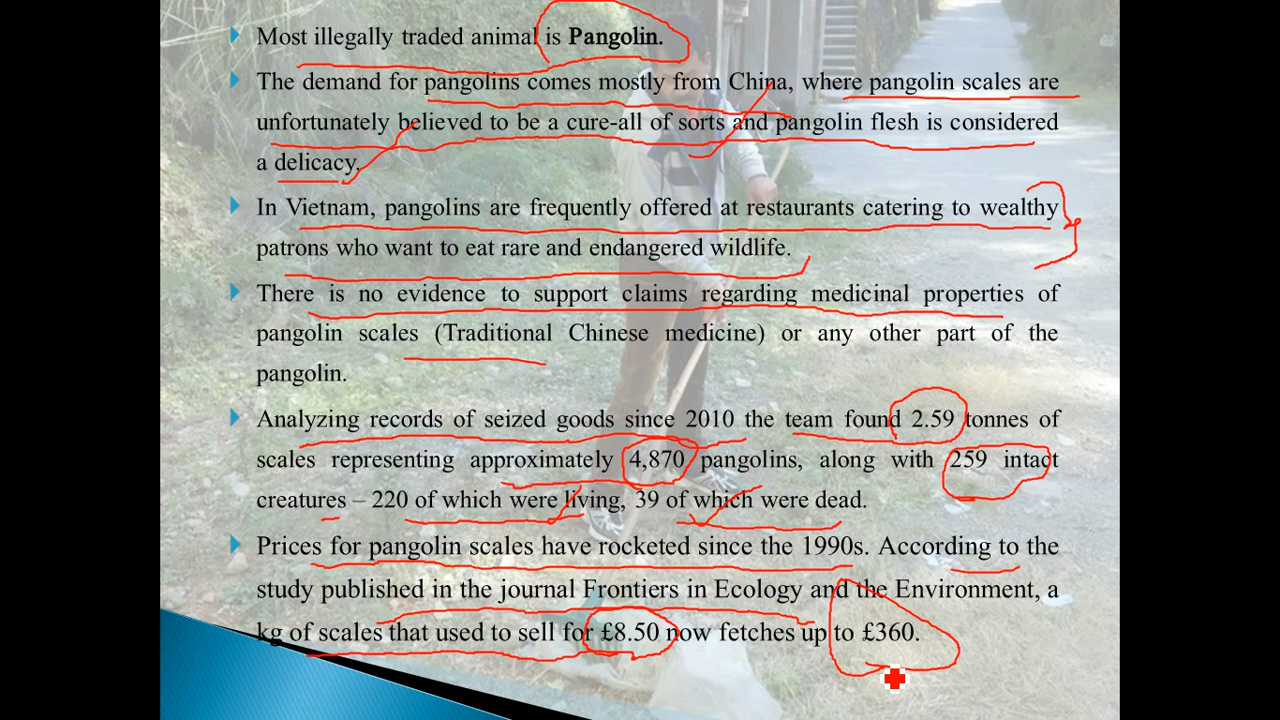 Most illegally traded animal is Pangolin.
The demand for pangolins comes mostly from China, where pangolin scales are
unfortunately believed to be a cure-all of sorts and pangolin flesh is considered
a delicacy.
In Vietnam, pangolins are frequently offered at restaurants catering to wealthy
patrons who want to eat rare and endangered wildlife.
There is no evidence to support claims regarding medicinal properties of
pangolin scales (Traditional Chinese medicine) or any other part of the
pangolin.
Analyzing records of seized goods since 2010 the team found 2.59 tonnes of
scales representing approximately 4,870 pangolins, along with 259 intact
creatures – 220 of which were living, 39 of which were dead.
Prices for pangolin scales have rocketed since the 1990s. According to the
study published in the journal Frontiers in Ecology and the Environment, a
kg of scales that used to sell for £8.50 now fetches up to £360.